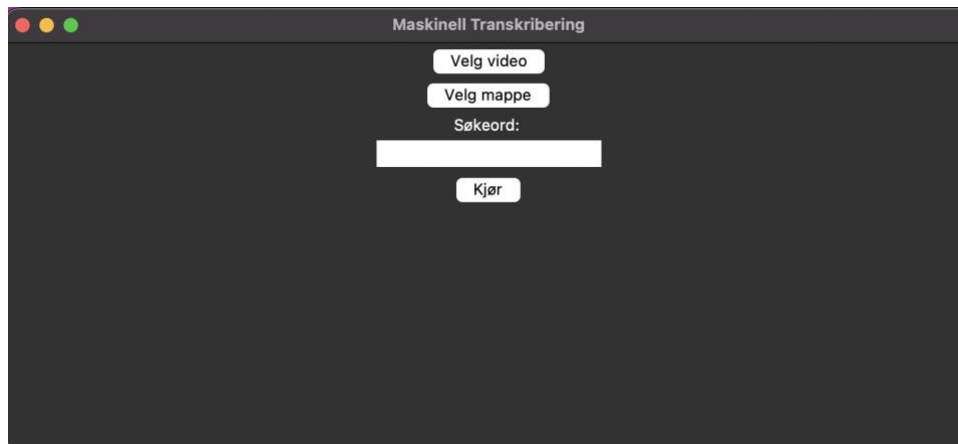 Maskinell Transkribering
Velg video
Velg mappe
Søkeord:
Kjør